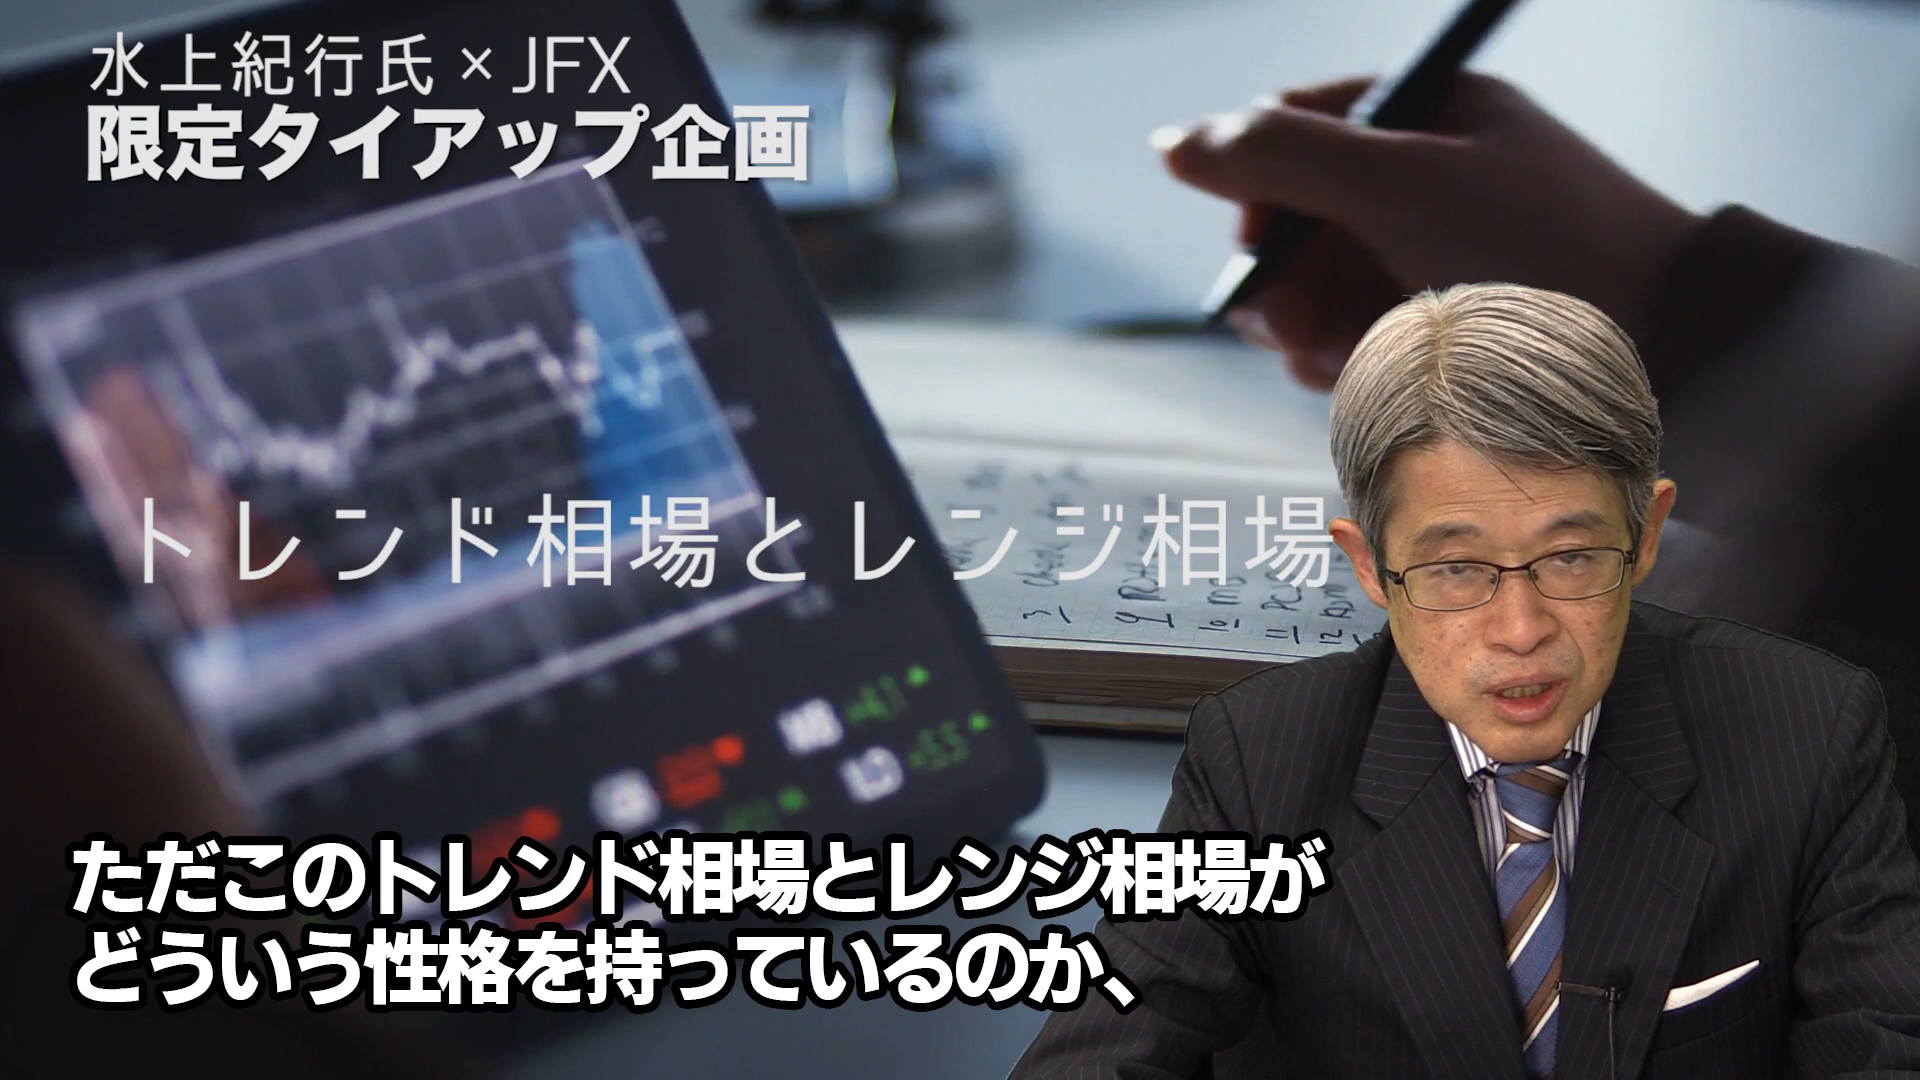 水上紀行氏×JFX
限定タイアップ企画
トレンド相場とレンジ相場
ただこのトレンド相場とレンジ相場が
どういう性格を持っているのか、